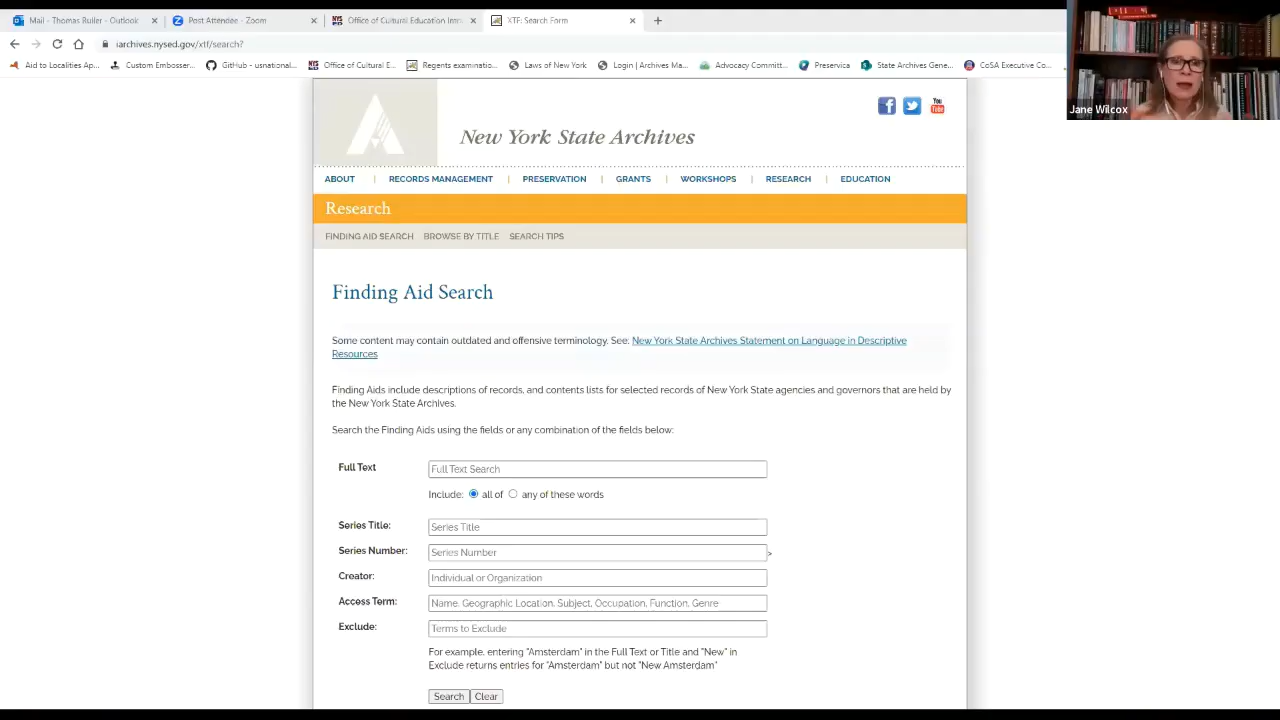 Mail - Thomas Ruller - Outlook
Post Attendee - Zoom
Office of Cultural Education Intra
XTF: Search Form
iarchives.nysed.gov/xtf/search?
Aid to Localities Ap...
Custom Embosser...
GitHub - usnational...
Office of Cultural E...
Regents examinatio...
Laws of New York
Login | Archives Ma...
Advocacy Committ...
Preservica
State Archives Gene...
CoSA Executive Co...
Jane Wilcox
New York State Archives
You
Tube
ABOUT | RECORDS MANAGEMENT | PRESERVATION | GRANTS | WORKSHOPS | RESEARCH | EDUCATION
Research
FINDING AID SEARCH BROWSE BY TITLE SEARCH TIPS
Finding Aid Search
Some content may contain outdated and offensive terminology. See: New York State Archives Statement on Language in Descriptive
Resources
Finding Aids include descriptions of records, and contents lists for selected records of New York State agencies and governors that are held by
the New York State Archives.
Search the Finding Aids using the fields or any combination of the fields below:
Full Text Full Text Search
Include: all of any of these words
Series Title: Series Title
Series Number: Series Number >
Creator: Individual or Organization
Access Term: Name, Geographic Location, Subject, Occupation, Function, Genre
Exclude: Terms to Exclude
For example, entering "Amsterdam" in the Full Text or Title and "New" in
Exclude returns entries for "Amsterdam" but not "New Amsterdam"
Search Clear